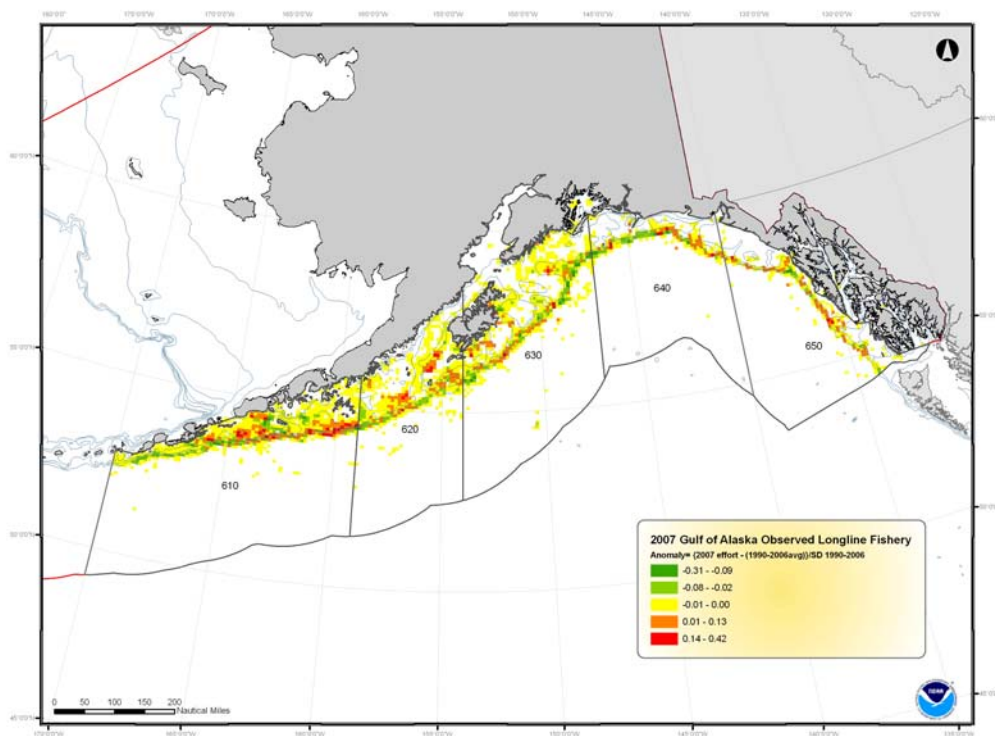 640
650
630
620
610
2007 Gulf of Alaska Observed Longline Fishery
Anomaly= {2007 effort - (1990-2006avg)}/SD 1990-2006
-0.31 - -0.09
-0.08 - -0.02
-0.01 - 0.00
0.01 - 0.13
0.14 - 0.42
0 50 100 150 200
Nautical Miles
NOAA